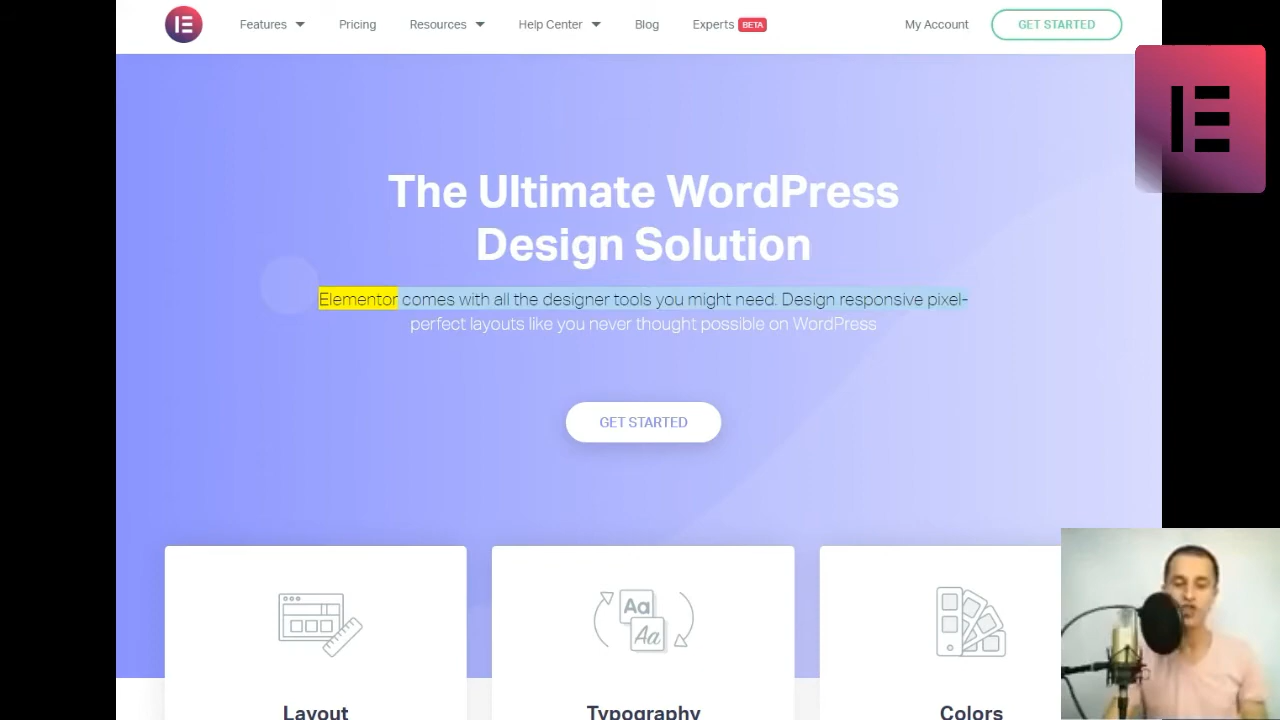 Features
Pricing
Resources
Help Center
Blog
Experts BETA
My Account
GET STARTED
The Ultimate WordPress
Design Solution
Elementor comes with all the designer tools you might need. Design responsive pixel-
perfect layouts like you never thought possible on WordPress
GET STARTED
Aa
Aa
Layout
Typography
Colors